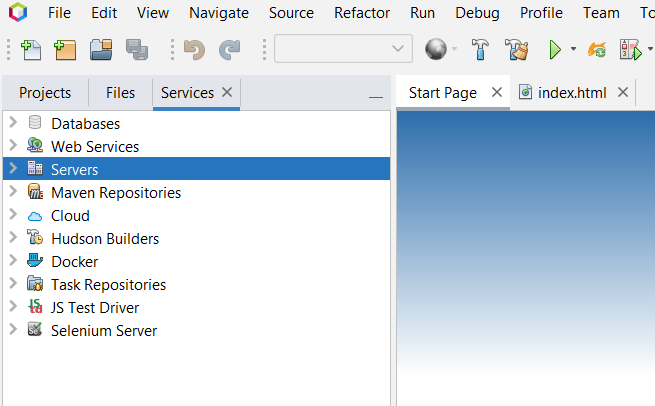 File Edit View Navigate Source Refactor Run Debug Profile Team To
Projects Files Services Start Page index.html
Databases
Web Services
Servers
Maven Repositories
Cloud
Hudson Builders
Docker
Task Repositories
JS Test Driver
Selenium Server